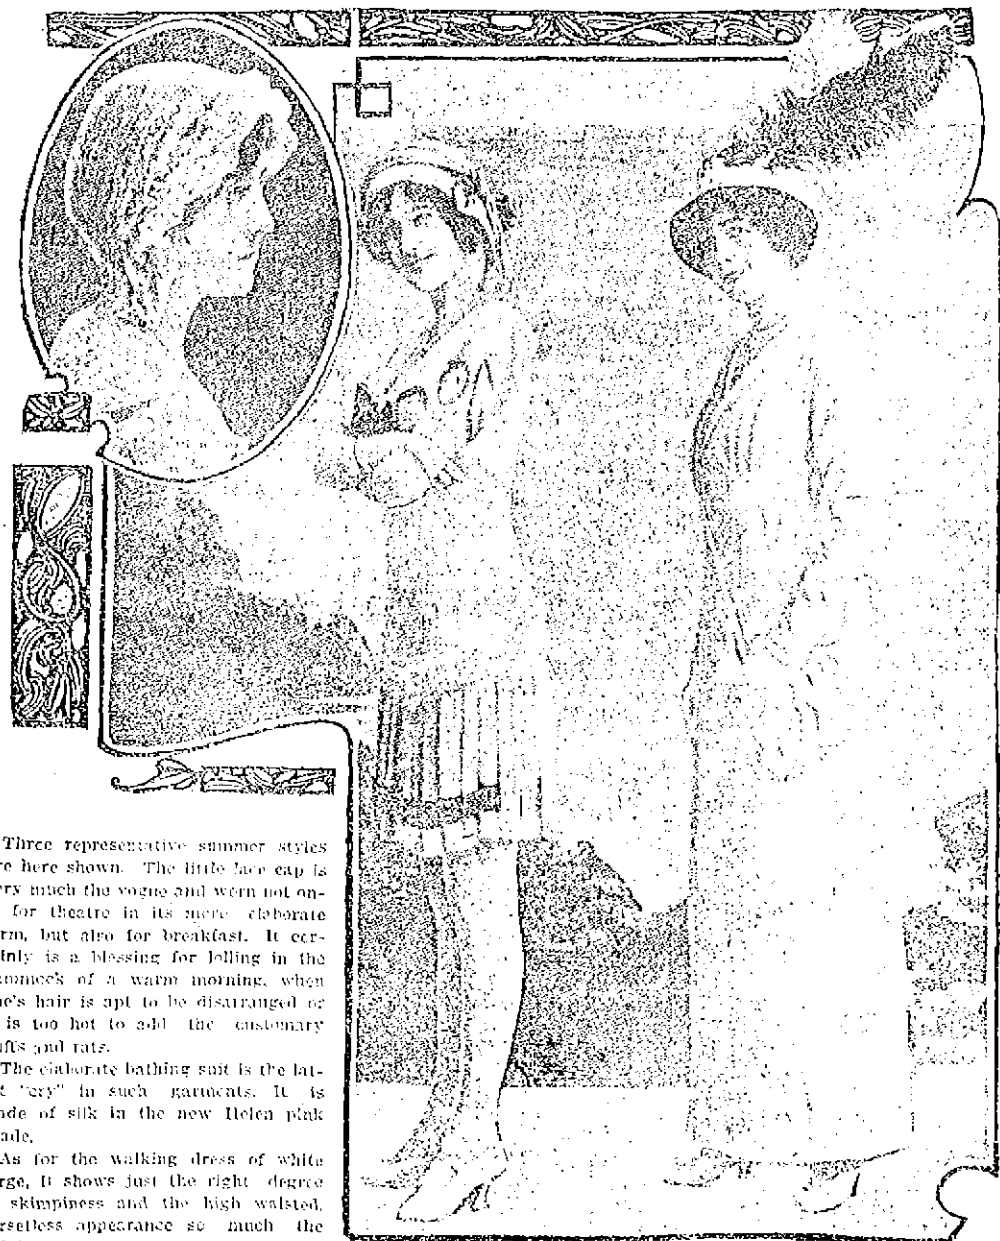 Three representative summer styles
re here shown. The little lace cap is
ery much the vogue and worn not on-
for theatre in its more elaborate
rm, but also for breakfast. It cer-
inly is a blessing for lolling in the
ammock of a warm morning, when
ne's hair is apt to be disarranged or
is too hot to add the customary
uffs and rats.
The elaborate bathing suit is the lat-
t "cry" in such garments. It is
ade of silk in the new Helen pink
ade.
As for the walking dress of white
rge, it shows just the right degree
skimpiness and the high waisted,
rsetless appearance so much the